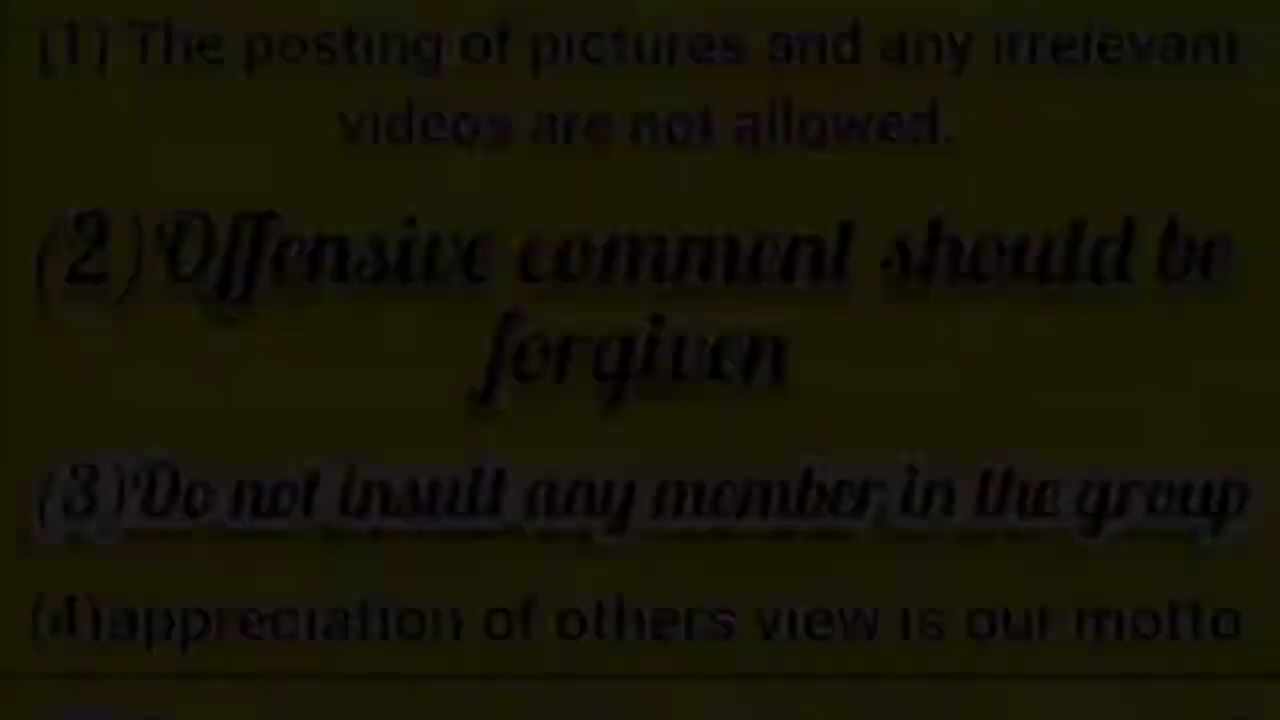 (1) The posting of pictures and any irrelevant
videos are not allowed.
(2) Offensive comment should be
forgiven
(3) Do not insult any member in the group
(4)appreciation of others view is our motto